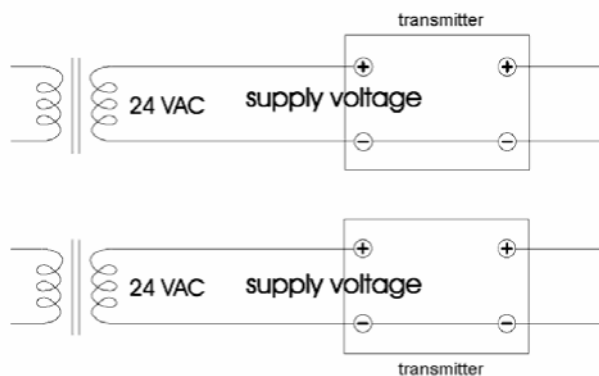 transmitter
24 VAC supply voltage
+ +
- -
24 VAC supply voltage
+ +
- -
transmitter